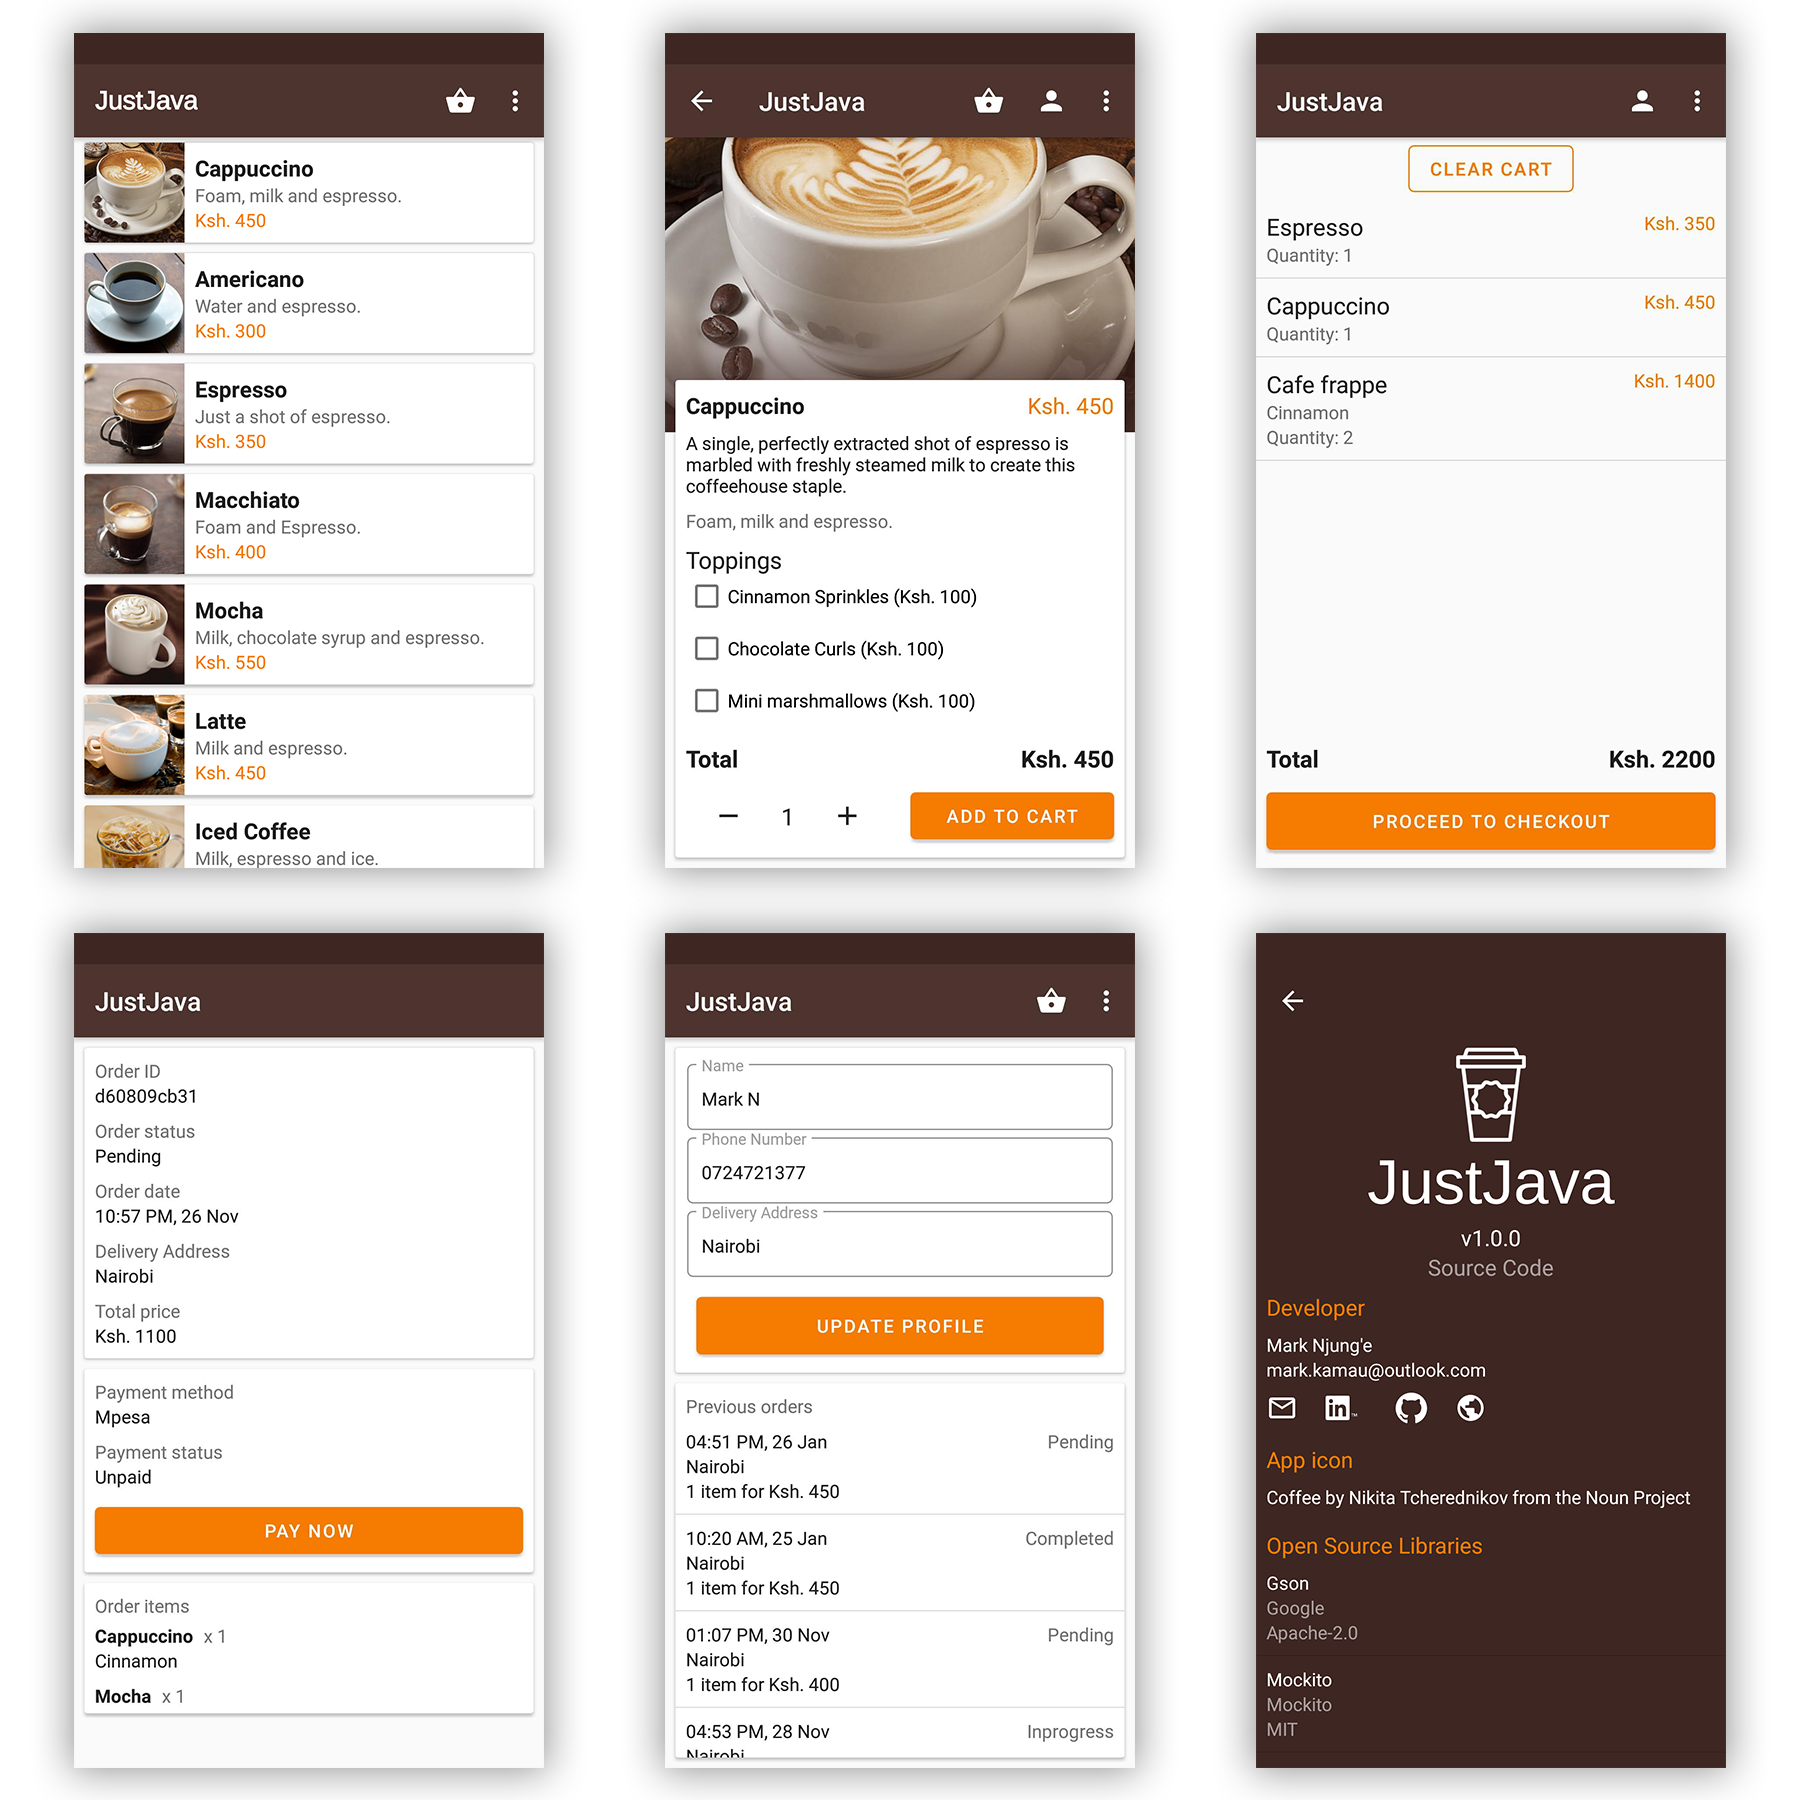 JustJava
Cappuccino
Foam, milk and espresso.
Ksh. 450
Americano
Water and espresso.
Ksh. 300
Espresso
Just a shot of espresso.
Ksh. 350
Macchiato
Foam and Espresso.
Ksh. 400
Mocha
Milk, chocolate syrup and espresso.
Ksh. 550
Latte
Milk and espresso.
Ksh. 450
Iced Coffee
Milk, espresso and ice.
JustJava
Cappuccino Ksh. 450
A single, perfectly extracted shot of espresso is
marbled with freshly steamed milk to create this
coffeehouse staple.
Foam, milk and espresso.
Toppings
Cinnamon Sprinkles (Ksh. 100)
Chocolate Curls (Ksh. 100)
Mini marshmallows (Ksh. 100)
Total Ksh. 450
1 ADD TO CART
JustJava
CLEAR CART
Espresso Ksh. 350
Quantity: 1
Cappuccino Ksh. 450
Quantity: 1
Cafe frappe Ksh. 1400
Cinnamon
Quantity: 2
Total Ksh. 2200
PROCEED TO CHECKOUT
JustJava
Order ID
d60809cb31
Order status
Pending
Order date
10:57 PM, 26 Nov
Delivery Address
Nairobi
Total price
Ksh. 1100
Payment method
Mpesa
Payment status
Unpaid
PAY NOW
Order items
Cappuccino x 1
Cinnamon
Mocha x 1
JustJava
Name
Mark N
Phone Number
0724721377
Delivery Address
Nairobi
UPDATE PROFILE
Previous orders
04:51 PM, 26 Jan Pending
Nairobi
1 item for Ksh. 450
10:20 AM, 25 Jan Completed
Nairobi
1 item for Ksh. 450
01:07 PM, 30 Nov Pending
Nairobi
1 item for Ksh. 400
04:53 PM, 28 Nov Inprogress
Nairobi
JustJava
v1.0.0
Source Code
Developer
Mark Njung'e
mark.kamau@outlook.com
in™
App icon
Coffee by Nikita Tcherednikov from the Noun Project
Open Source Libraries
Gson
Google
Apache-2.0
Mockito
Mockito
MIT